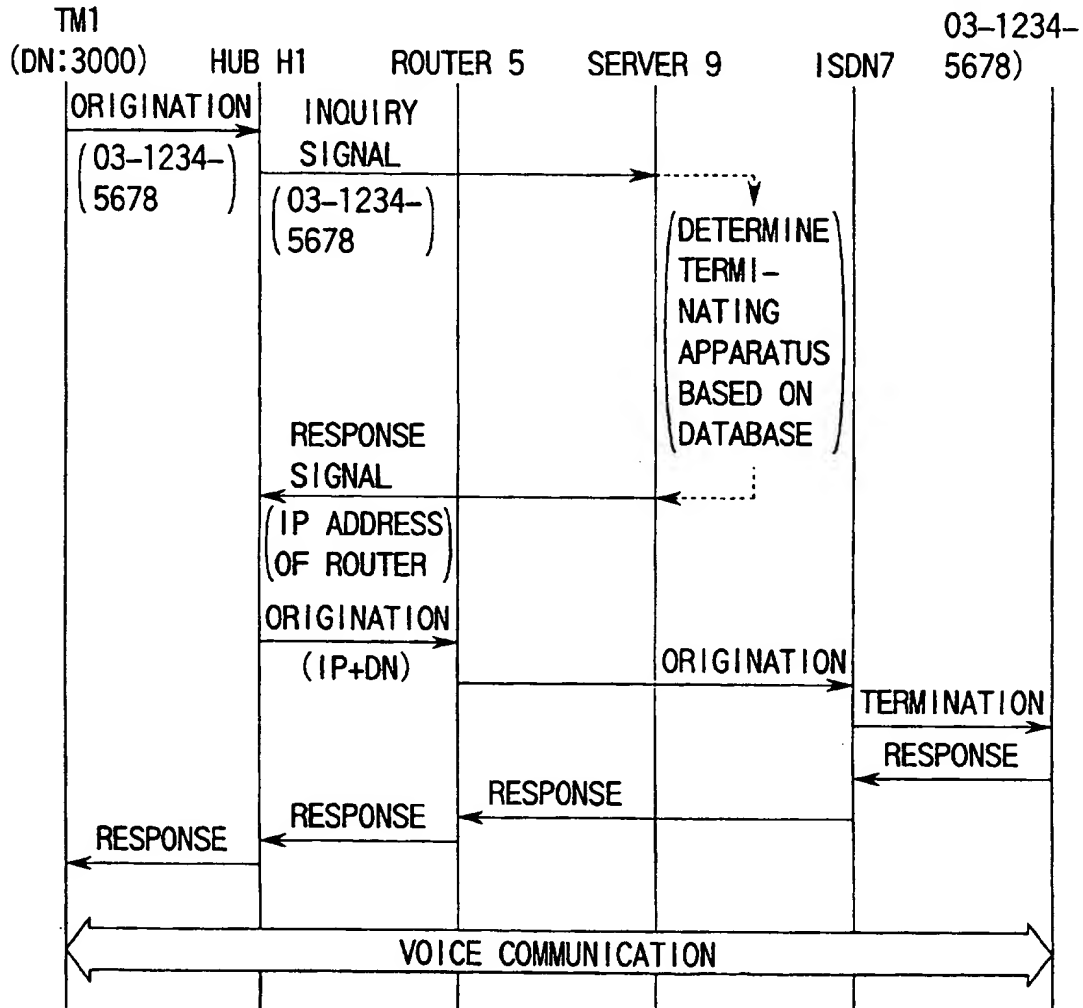 TM1
(DN:3000)
HUB H1
ROUTER 5
SERVER 9
ISDN7
03-1234-
5678)
ORIGINATION
(03-1234-
5678)
INQUIRY
SIGNAL
(03-1234-
5678)
(DETERMINE
TERMI-
NATING
APPARATUS
BASED ON
DATABASE)
RESPONSE
SIGNAL
(IP ADDRESS
OF ROUTER)
ORIGINATION
(IP+DN)
ORIGINATION
TERMINATION
RESPONSE
RESPONSE
RESPONSE
RESPONSE
VOICE COMMUNICATION